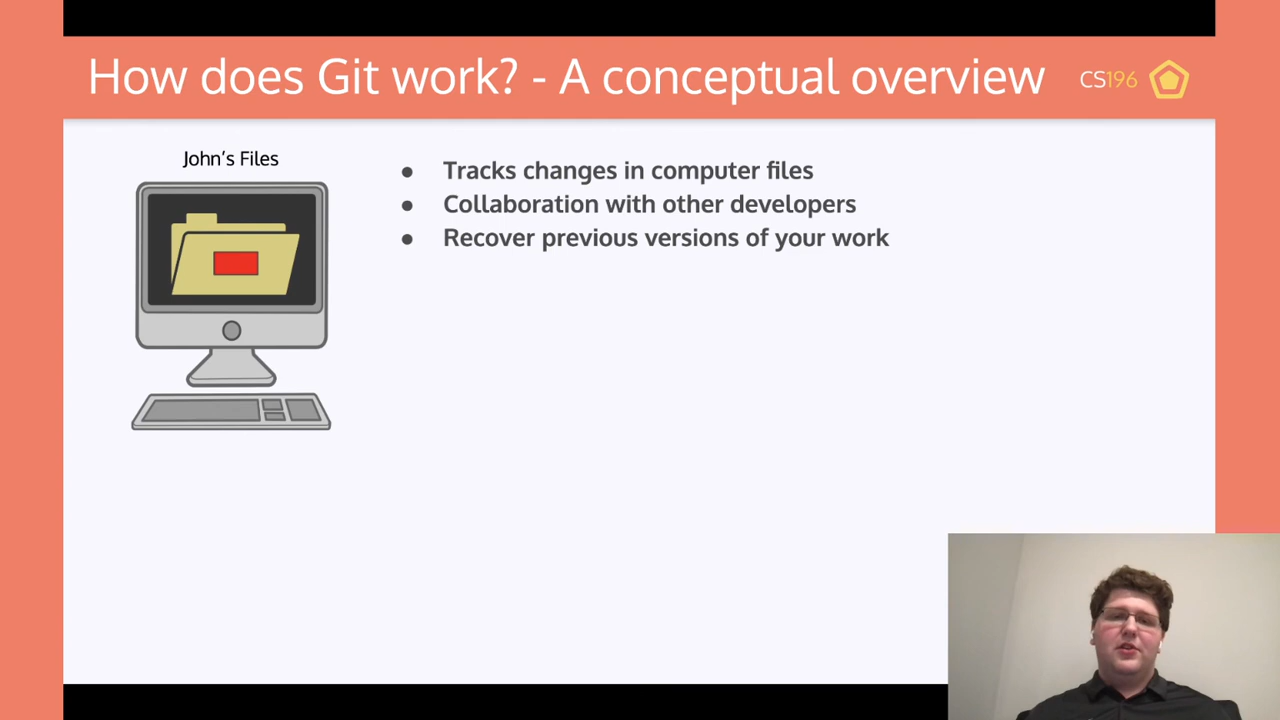 How does Git work? - A conceptual overview
CS196
John's Files
● Tracks changes in computer files
● Collaboration with other developers
● Recover previous versions of your work